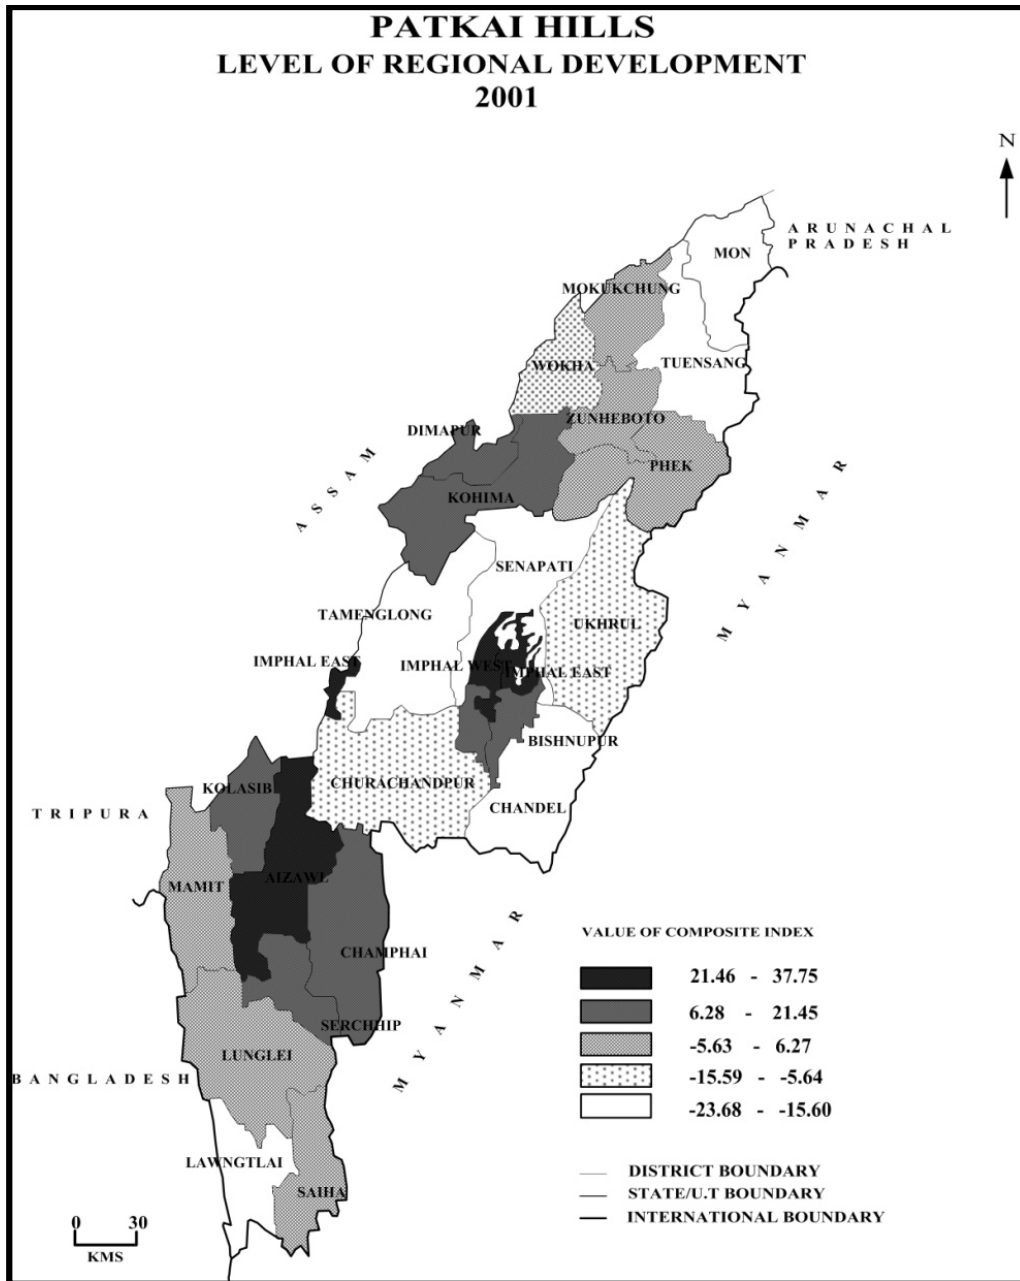 PATKAI HILLS
LEVEL OF REGIONAL DEVELOPMENT
2001
N
ARUNACHAL
PRADESH
MON
MOKUKCHUNG
WOKHA
TUENSANG
DIMAPUR
ZUNHEBOTO
ASSAM
PHEK
KOHIMA
MYANMAR
SENAPATI
TAMENGLONG
UKHRUL
IMPHAL EAST
IMPHAL WEST
IMPHAL EAST
BISHNUPUR
KOLASIB
CHURACHANDPUR
CHANDEL
TRIPURA
MAMIT
AIZAWL
CHAMPHAI
MYANMAR
SERCHHIP
LUNGLEI
BANGLADESH
LAWNGTLAI
SAIHA
VALUE OF COMPOSITE INDEX
21.46 - 37.75
6.28 - 21.45
-5.63 - 6.27
-15.59 - -5.64
-23.68 - -15.60
DISTRICT BOUNDARY
STATE/U.T BOUNDARY
INTERNATIONAL BOUNDARY
0 30
KMS